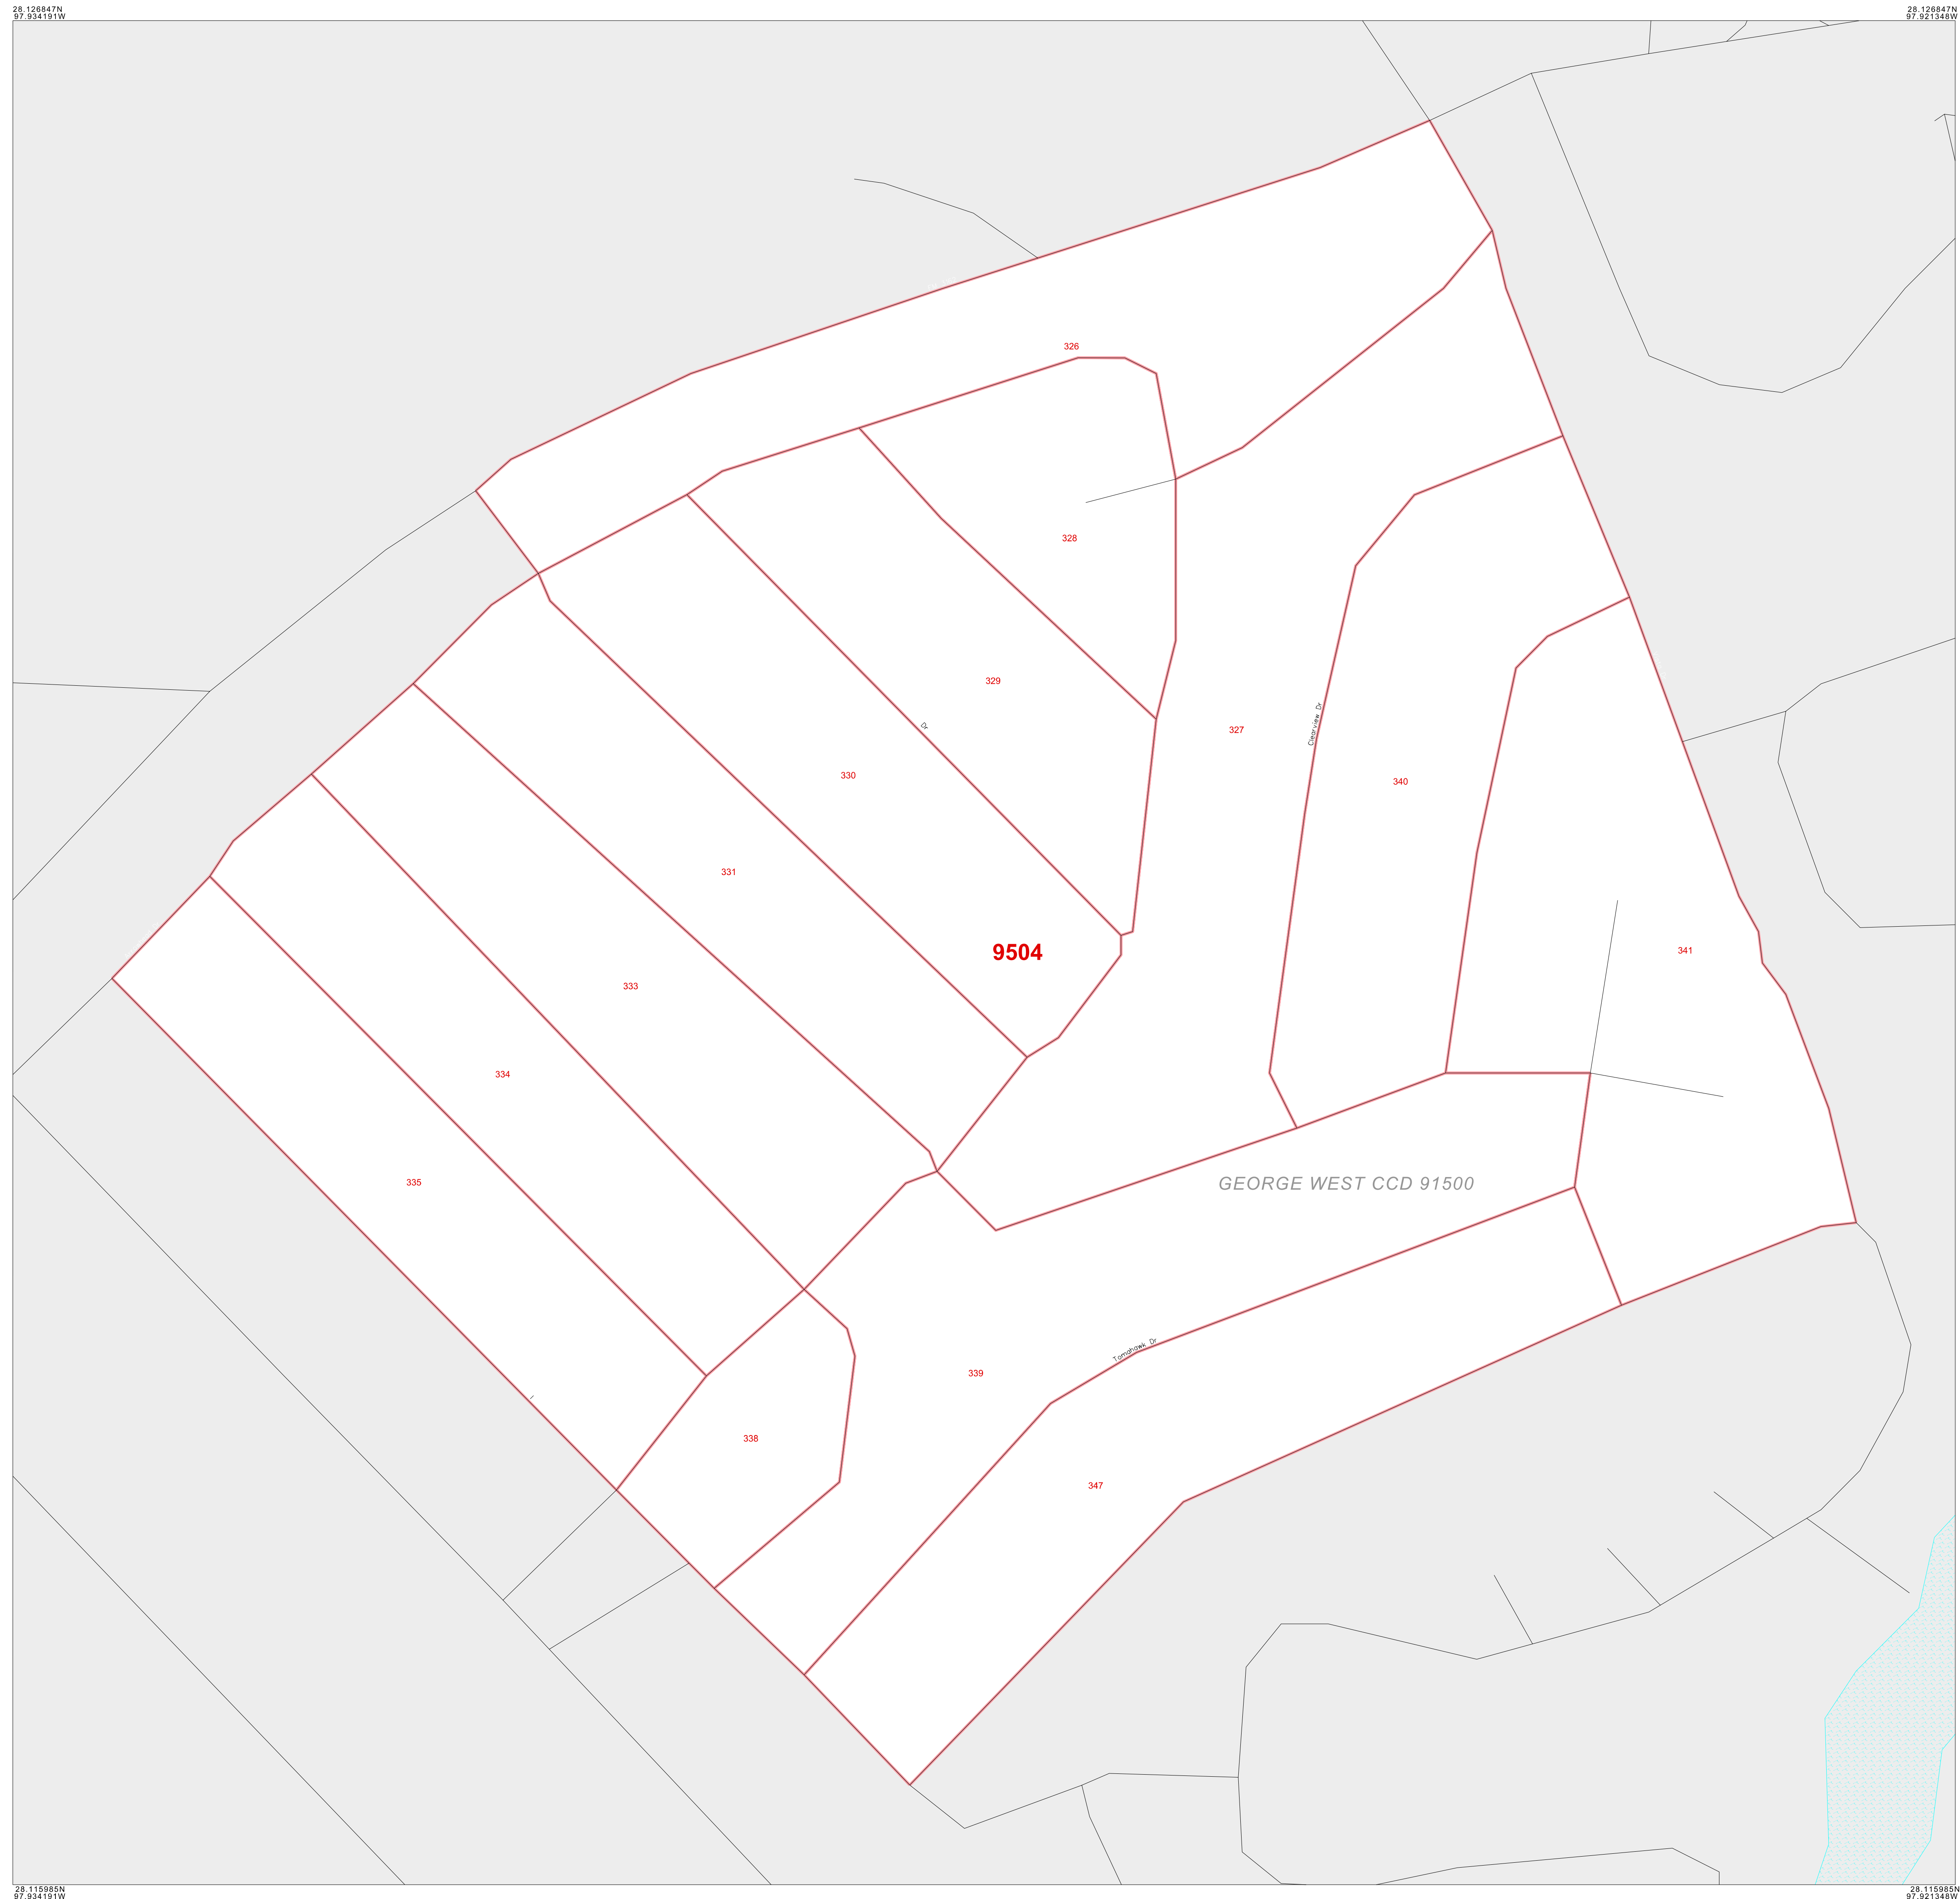 28.126847N
97.934191W
28.126847N
97.921348W
326
328
329
Dr
Clearview Dr
327
330
340
331
9504
341
333
334
335
GEORGE WEST CCD 91500
Tomahawk Dr
339
338
347
28.115985N
97.934191W
28.115985N
97.921348W